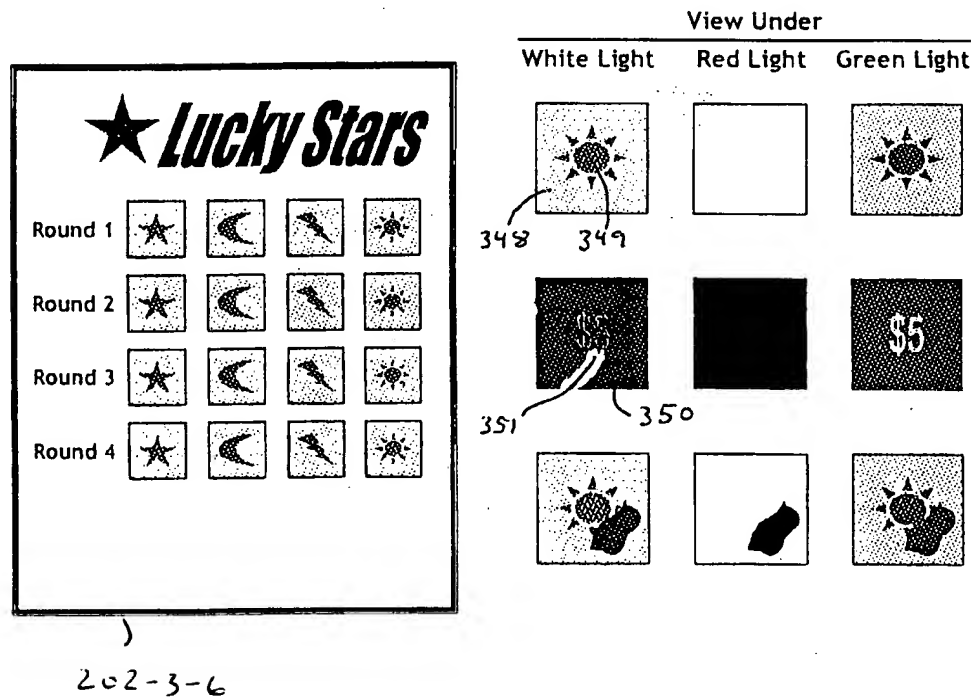 View Under
White Light Red Light Green Light
Lucky Stars
Round 1
Round 2
Round 3
Round 4
348 349
$5 $5
351 350
202-3-6